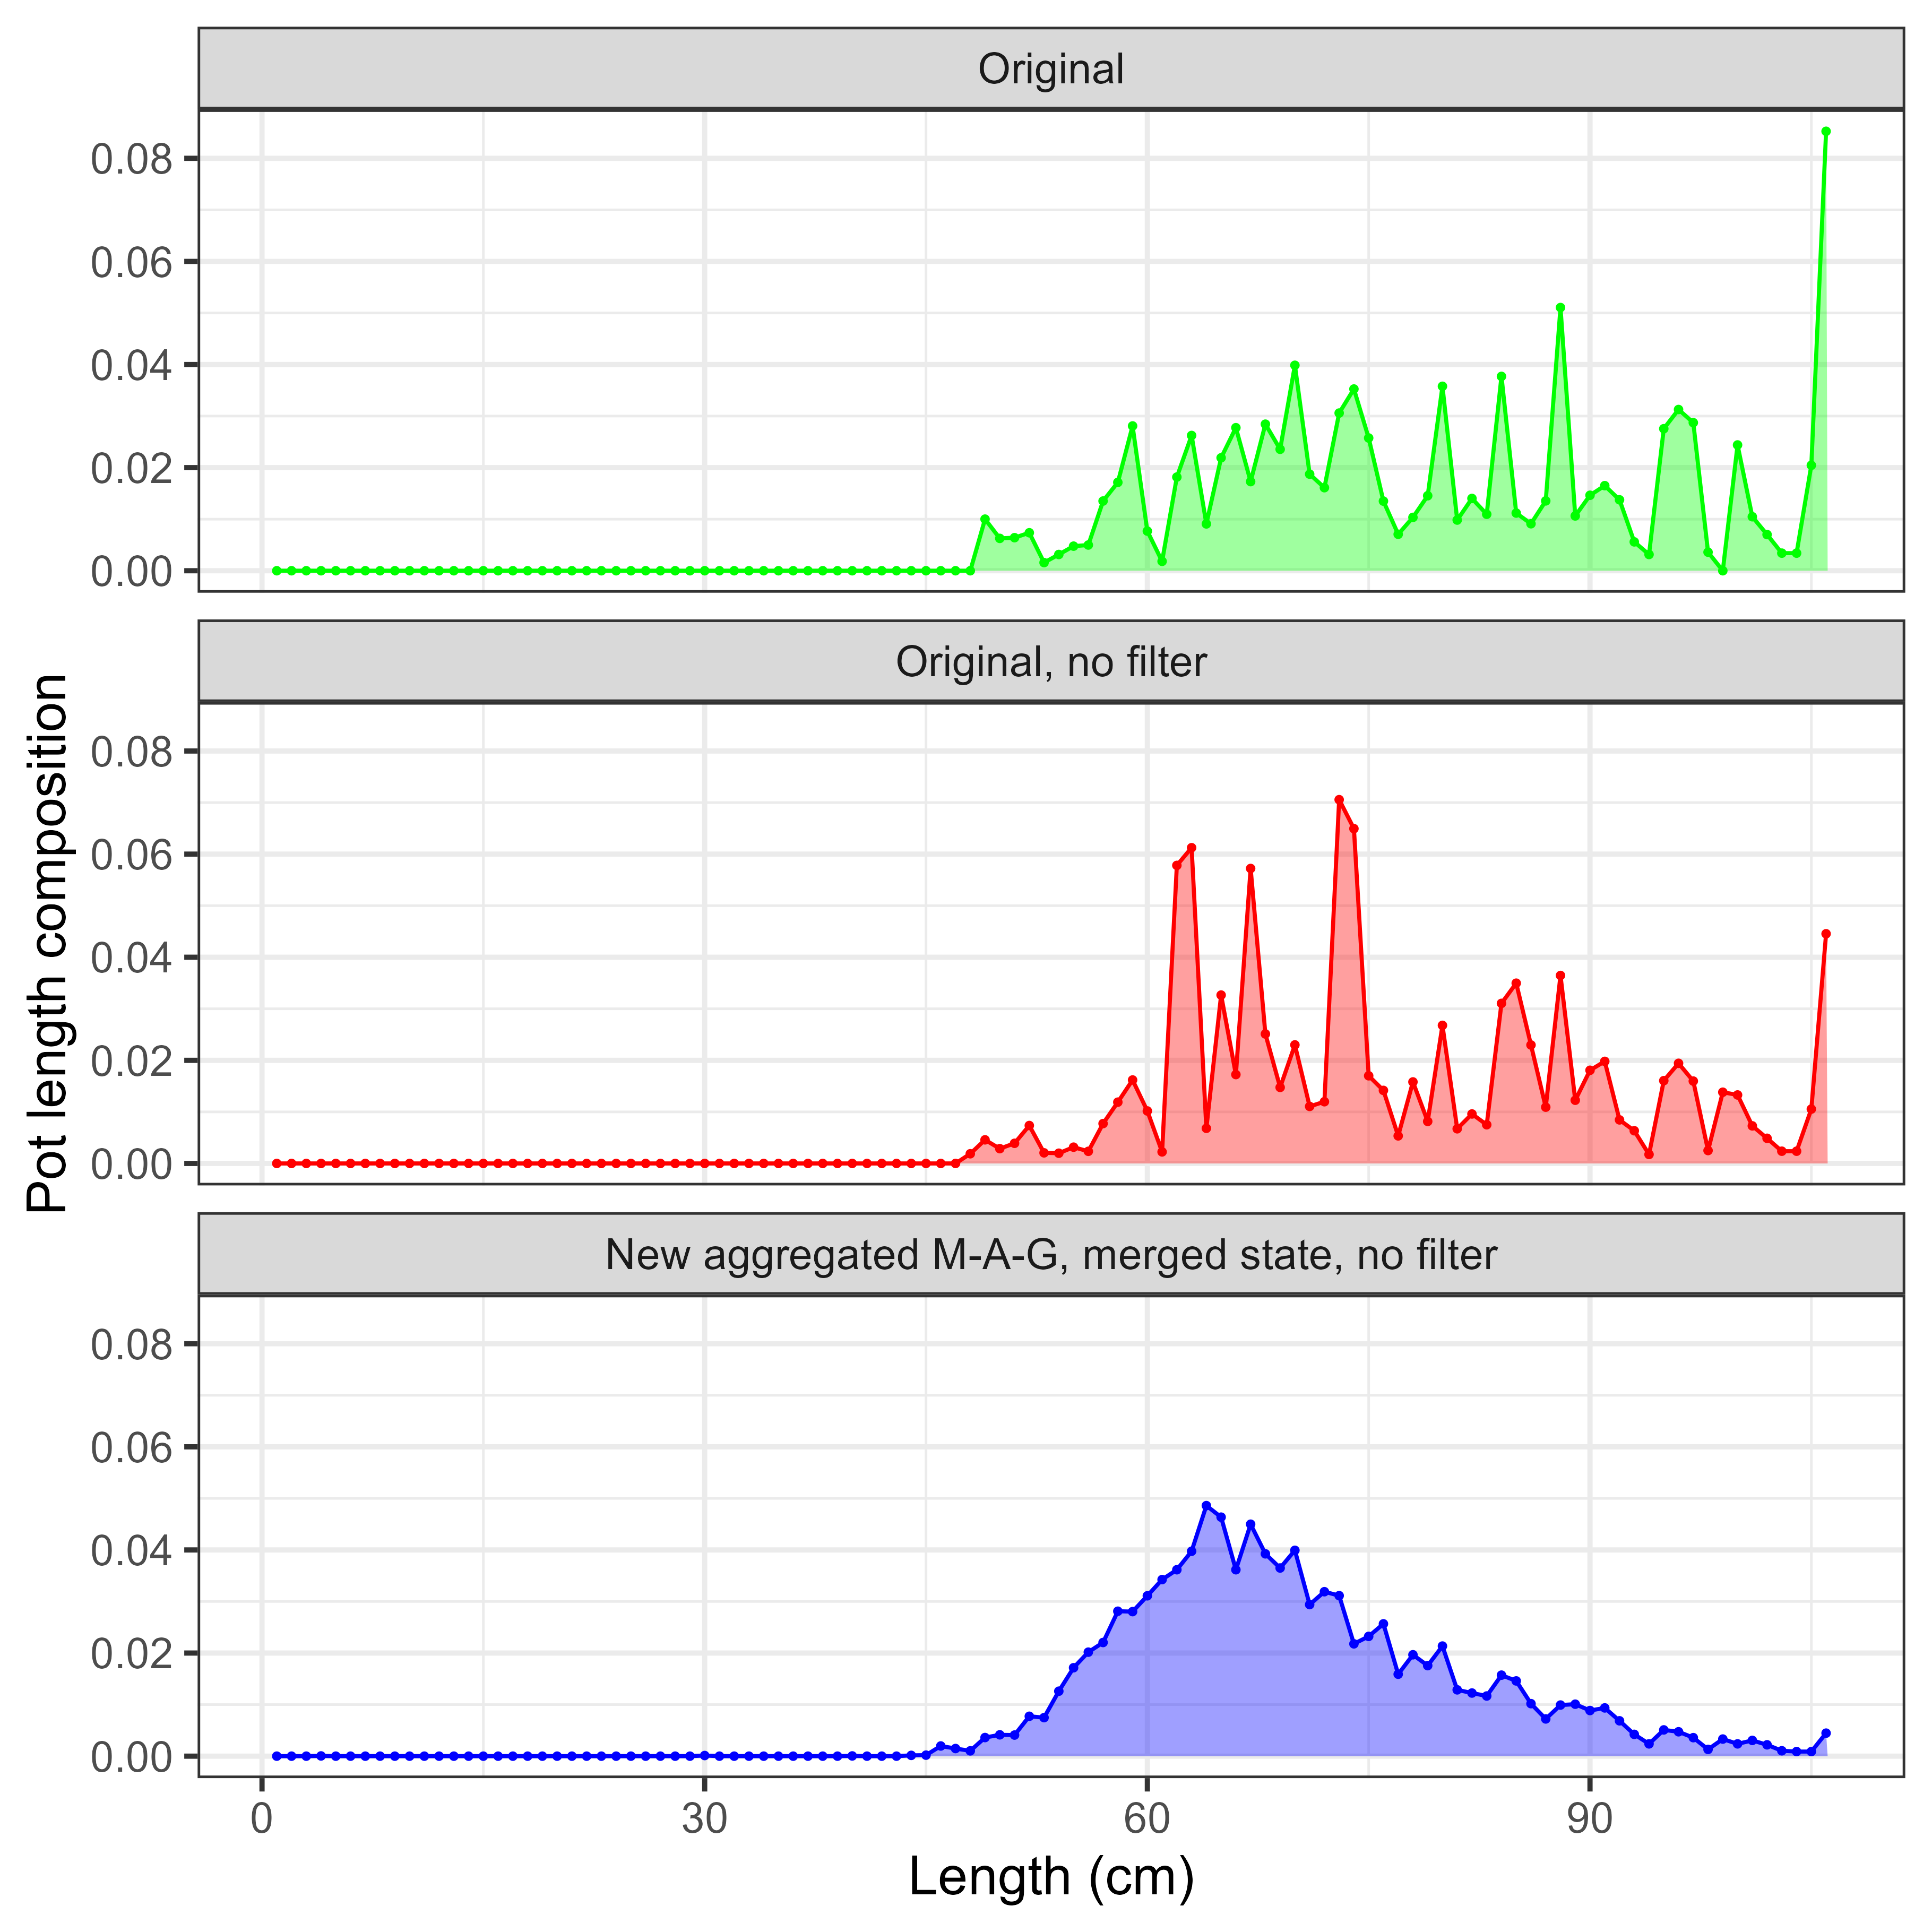 Original
0.08
0.06
0.04
0.02
0.00
Original, no filter
0.08
0.06
0.04
0.02
0.00
New aggregated M-A-G, merged state, no filter
0.08
0.06
0.04
0.02
0.00
0 30 60 90
Length (cm)
Pot length composition